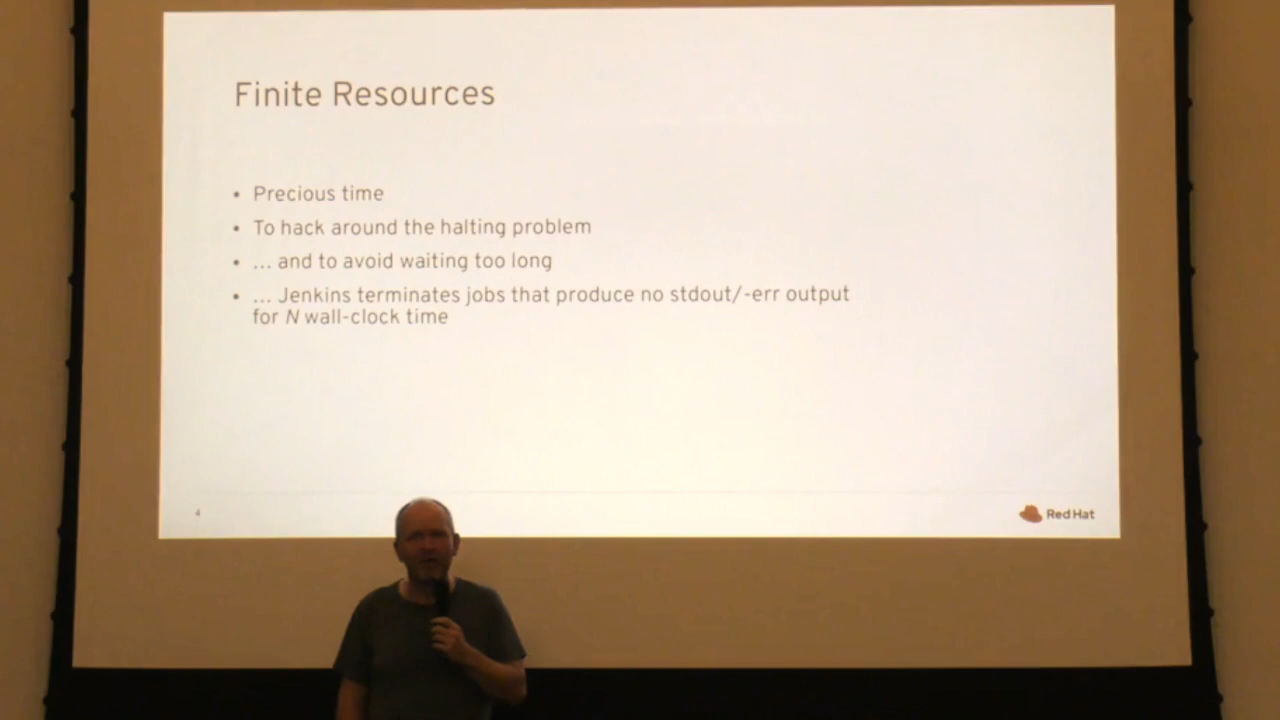 Finite Resources
• Precious time
• To hack around the halting problem
• … and to avoid waiting too long
• … Jenkins terminates jobs that produce no stdout/-err output
for N wall-clock time
4
Red Hat